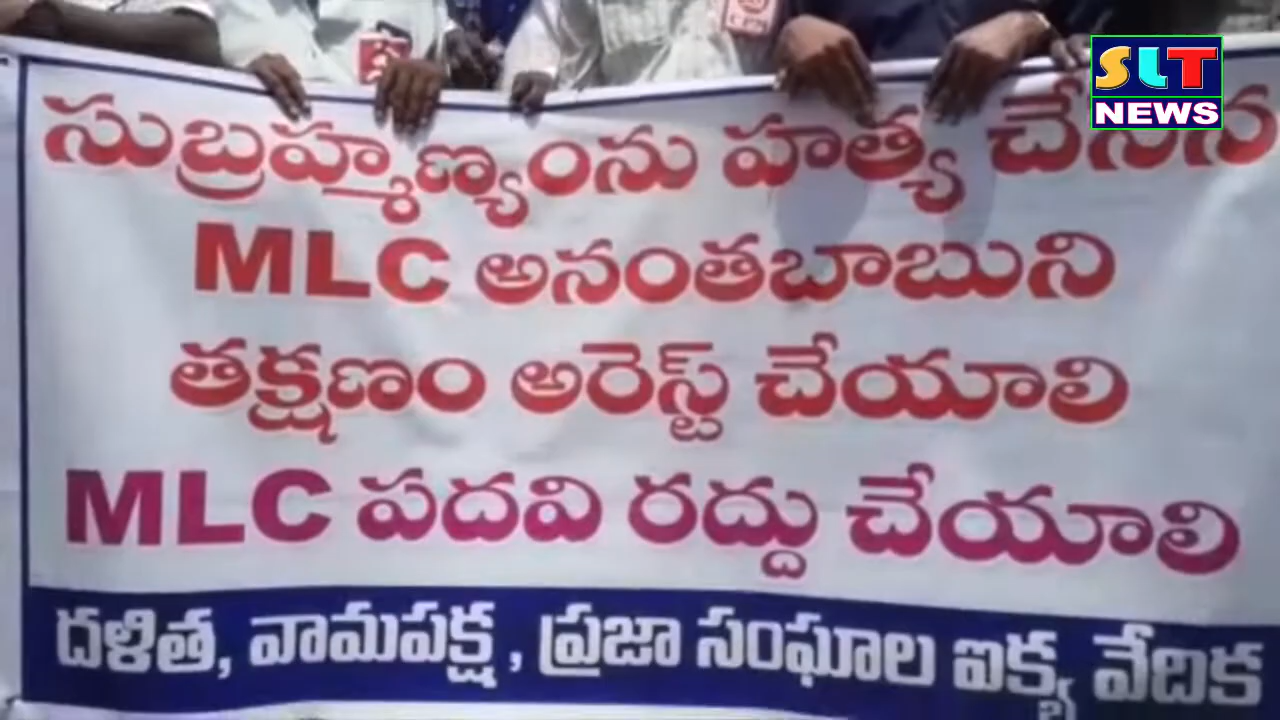 SLT
NEWS
సుబ్రహ్మణ్యంను హత్య చేసిన
MLC అనంతబాబుని
తక్షణం అరెస్ట్ చేయాలి
MLC పదవి రద్దు చేయాలి
దళిత, వామపక్ష, ప్రజా సంఘాల ఐక్య వేదిక